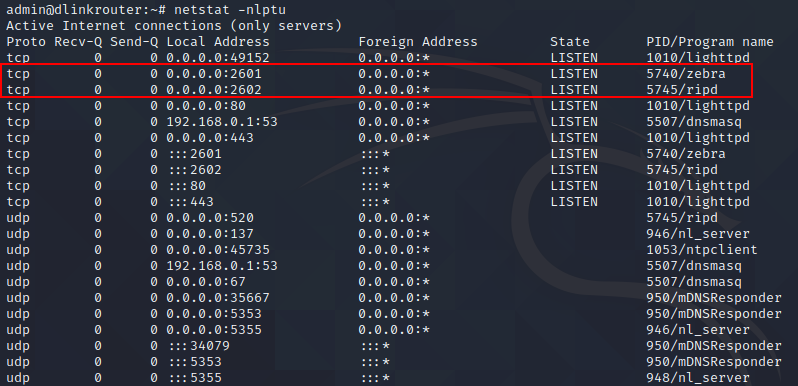 admin@dlinkrouter:~# netstat -nlptu
Active Internet connections (only servers)
Proto Recv-Q Send-Q Local Address           Foreign Address         State       PID/Program name
tcp        0      0 0.0.0.0:49152           0.0.0.0:*               LISTEN      1010/lighttpd
tcp        0      0 0.0.0.0:2601            0.0.0.0:*               LISTEN      5740/zebra
tcp        0      0 0.0.0.0:2602            0.0.0.0:*               LISTEN      5745/ripd
tcp        0      0 0.0.0.0:80              0.0.0.0:*               LISTEN      1010/lighttpd
tcp        0      0 192.168.0.1:53          0.0.0.0:*               LISTEN      5507/dnsmasq
tcp        0      0 0.0.0.0:443             0.0.0.0:*               LISTEN      1010/lighttpd
tcp        0      0 :::2601                 :::*                    LISTEN      5740/zebra
tcp        0      0 :::2602                 :::*                    LISTEN      5745/ripd
tcp        0      0 :::80                   :::*                    LISTEN      1010/lighttpd
tcp        0      0 :::443                  :::*                    LISTEN      1010/lighttpd
udp        0      0 0.0.0.0:520             0.0.0.0:*                           5745/ripd
udp        0      0 0.0.0.0:137             0.0.0.0:*                           946/nl_server
udp        0      0 0.0.0.0:45735           0.0.0.0:*                           1053/ntpclient
udp        0      0 192.168.0.1:53          0.0.0.0:*                           5507/dnsmasq
udp        0      0 0.0.0.0:67              0.0.0.0:*                           5507/dnsmasq
udp        0      0 0.0.0.0:35667           0.0.0.0:*                           950/mDNSResponder
udp        0      0 0.0.0.0:5353            0.0.0.0:*                           950/mDNSResponder
udp        0      0 0.0.0.0:5355            0.0.0.0:*                           946/nl_server
udp        0      0 :::34079                :::*                                950/mDNSResponder
udp        0      0 :::5353                 :::*                                950/mDNSResponder
udp        0      0 :::5355                 :::*                                948/nl_server